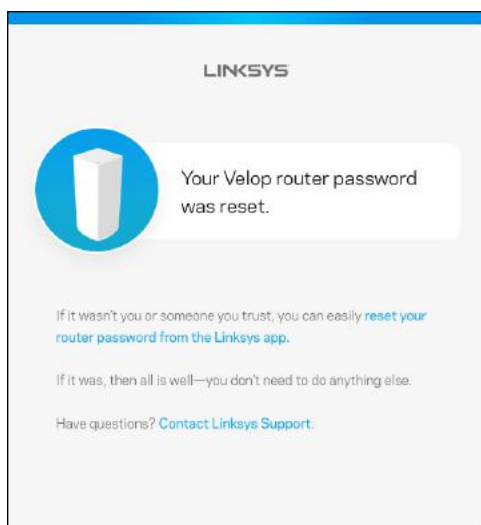 LINKSYS
Your Velop router password
was reset.
If it wasn't you or someone you trust, you can easily reset your
router password from the Linksys app.
If it was, then all is well—you don't need to do anything else.
Have questions? Contact Linksys Support.